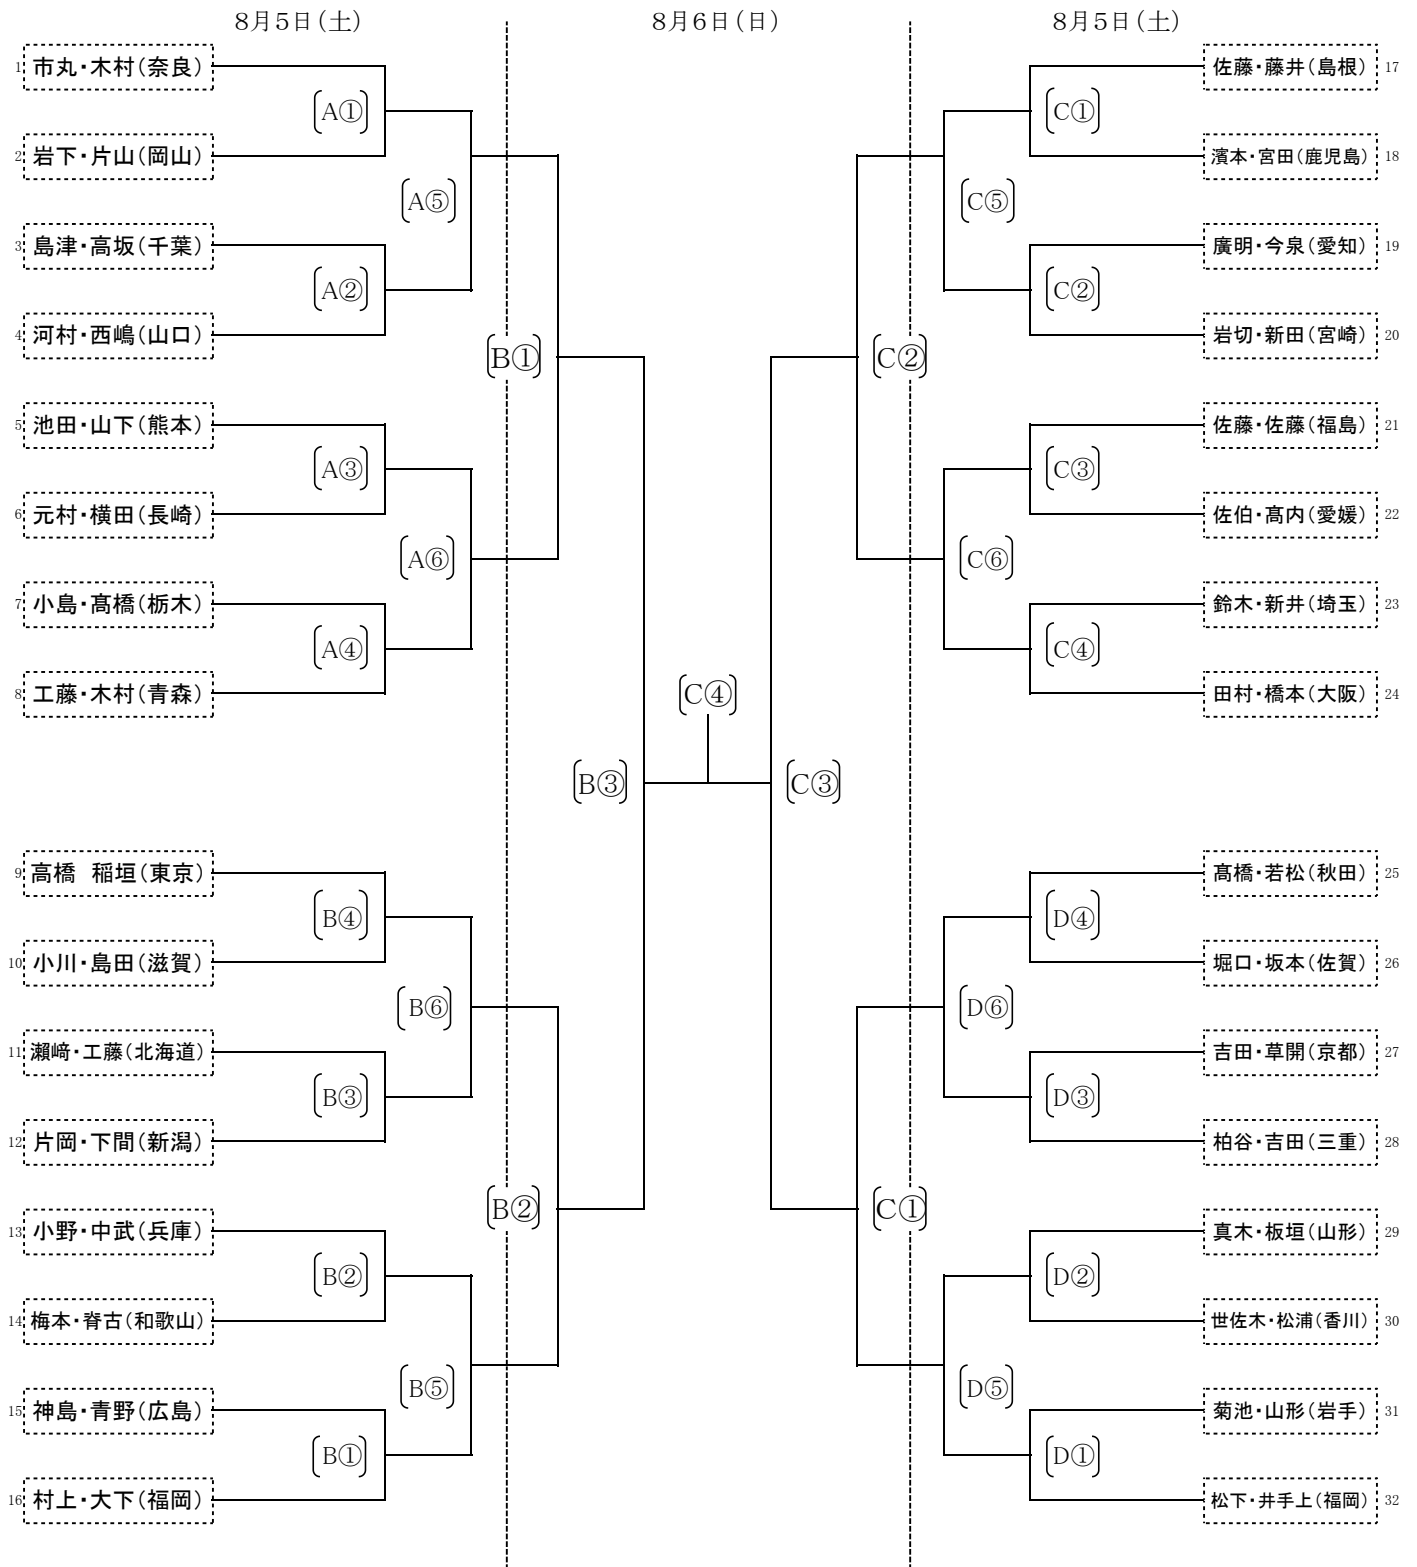 8月5日(土)
8月6日(日)
8月5日(土)
1 市丸・木村(奈良)
A①
2 岩下・片山(岡山)
A⑤
3 島津・高坂(千葉)
A②
4 河村・西嶋(山口)
B①
5 池田・山下(熊本)
A③
6 元村・横田(長崎)
A⑥
7 小島・髙橋(栃木)
A④
8 工藤・木村(青森)
B③
9 高橋　稲垣(東京)
B④
10 小川・島田(滋賀)
B⑥
11 瀨﨑・工藤(北海道)
B③
12 片岡・下間(新潟)
B②
13 小野・中武(兵庫)
B②
14 梅本・脊古(和歌山)
B⑤
15 神島・青野(広島)
B①
16 村上・大下(福岡)
C④
佐藤・藤井(島根) 17
C①
濱本・宮田(鹿児島) 18
C⑤
廣明・今泉(愛知) 19
C②
岩切・新田(宮崎) 20
C②
佐藤・佐藤(福島) 21
C③
佐伯・髙内(愛媛) 22
C⑥
鈴木・新井(埼玉) 23
C④
田村・橋本(大阪) 24
C③
髙橋・若松(秋田) 25
D④
堀口・坂本(佐賀) 26
D⑥
吉田・草開(京都) 27
D③
柏谷・吉田(三重) 28
C①
真木・板垣(山形) 29
D②
世佐木・松浦(香川) 30
D⑤
菊池・山形(岩手) 31
D①
松下・井手上(福岡) 32